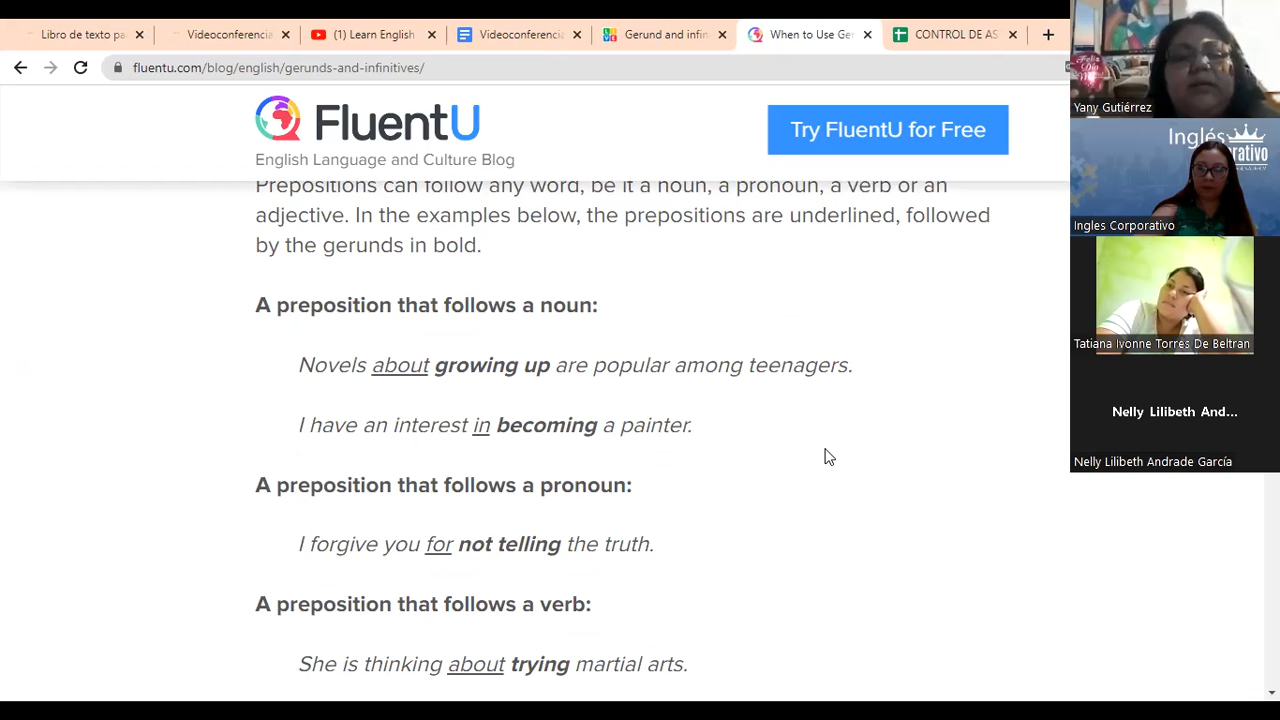 Libro de texto pa
Videoconferencia
(1) Learn English
Videoconferencia
Gerund and infin
When to Use Ger
CONTROL DE AS
fluentu.com/blog/english/gerunds-and-infinitives/
FluentU
English Language and Culture Blog
Try FluentU for Free
Prepositions can follow any word, be it a noun, a pronoun, a verb or an
adjective. In the examples below, the prepositions are underlined, followed
by the gerunds in bold.
A preposition that follows a noun:
Novels about growing up are popular among teenagers.
I have an interest in becoming a painter.
A preposition that follows a pronoun:
I forgive you for not telling the truth.
A preposition that follows a verb:
She is thinking about trying martial arts.
Yany Gutiérrez
Inglés
rativo
Ingles Corporativo
Tatiana Ivonne Torres De Beltran
Nelly Lilibeth And...
Nelly Lilibeth Andrade García